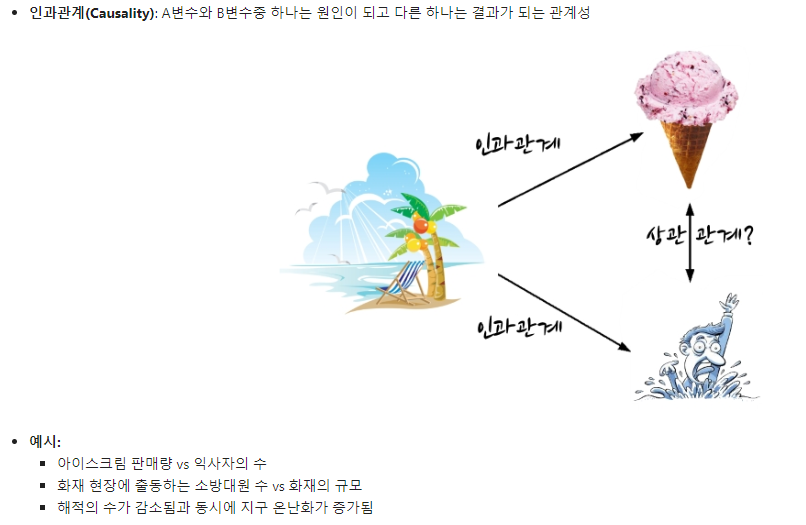 인과관계(Causality): A변수와 B변수중 하나는 원인이 되고 다른 하나는 결과가 되는 관계성
인과관계
상관관계?
인과관계
예시:
아이스크림 판매량 vs 익사자의 수
화재 현장에 출동하는 소방대원 수 vs 화재의 규모
해적의 수가 감소됨과 동시에 지구 온난화가 증가됨